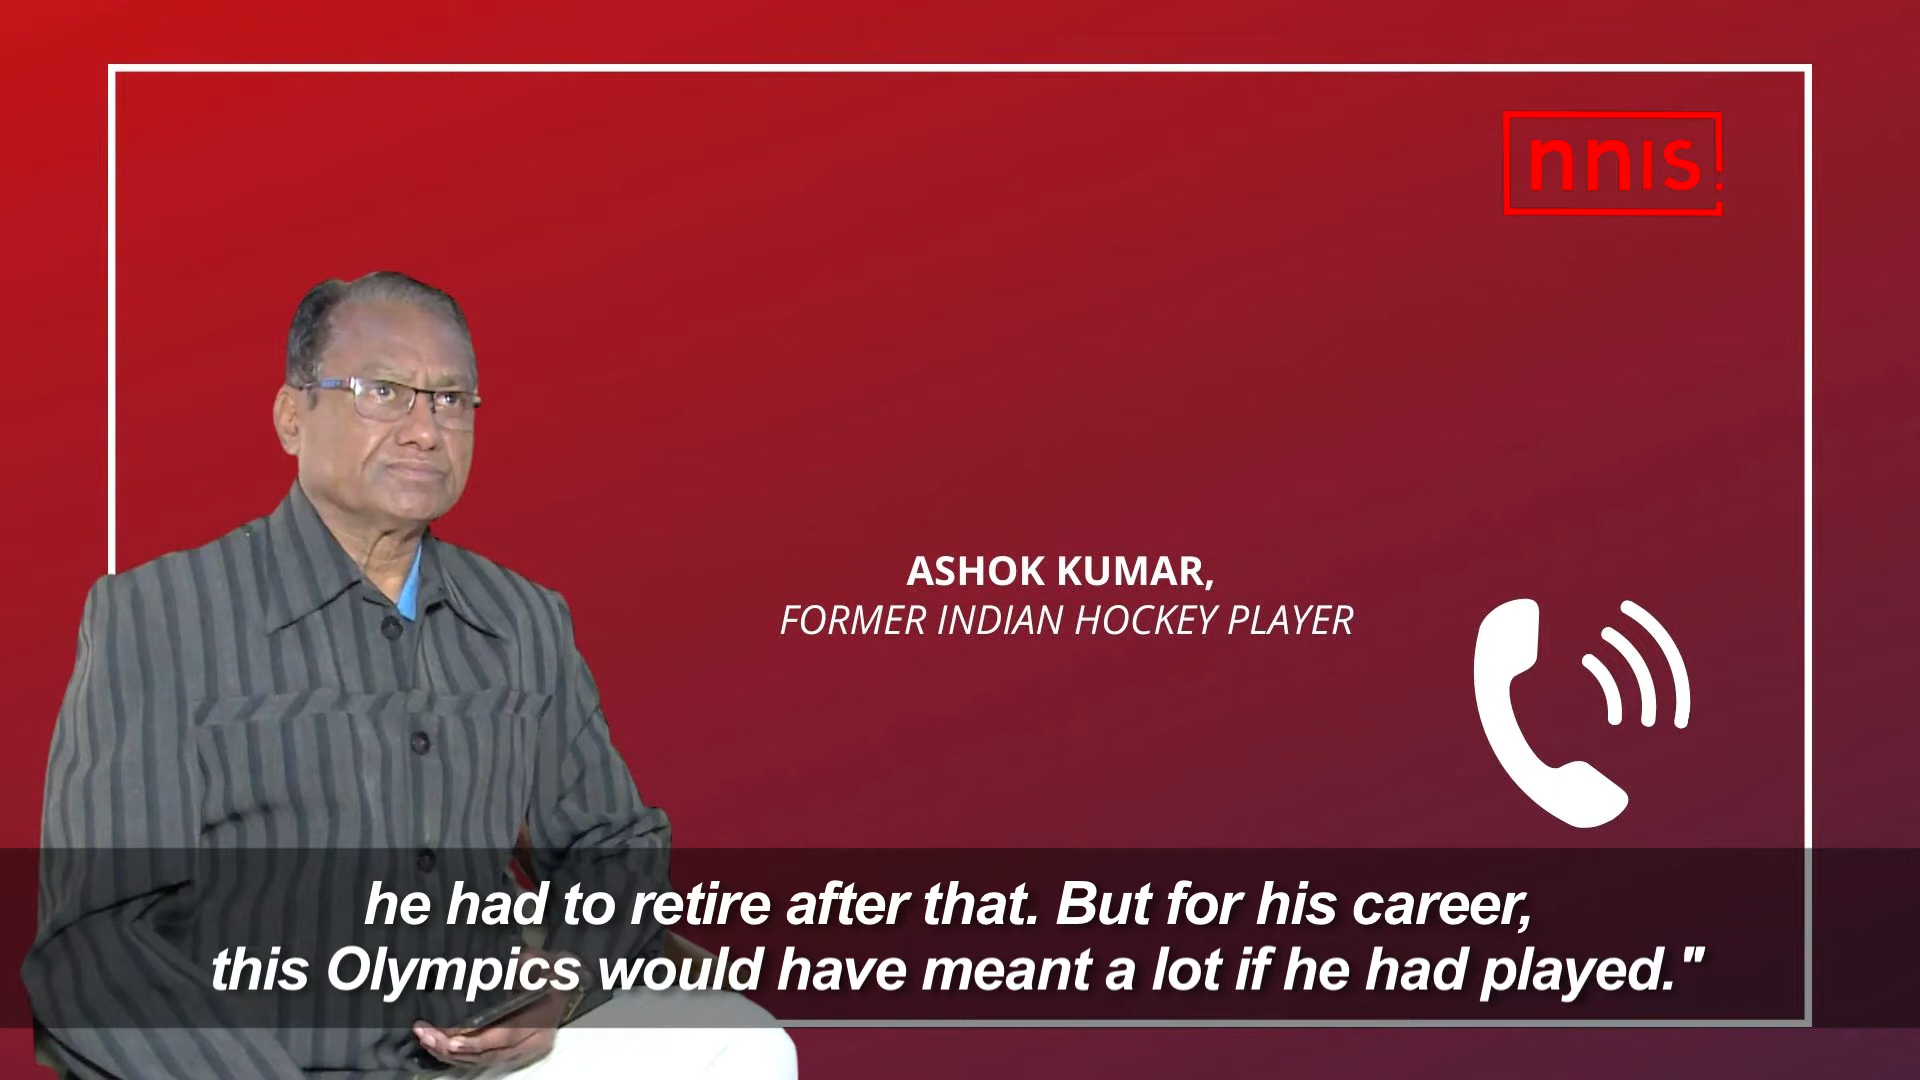 nnis
ASHOK KUMAR,
FORMER INDIAN HOCKEY PLAYER
he had to retire after that. But for his career,
this Olympics would have meant a lot if he had played."